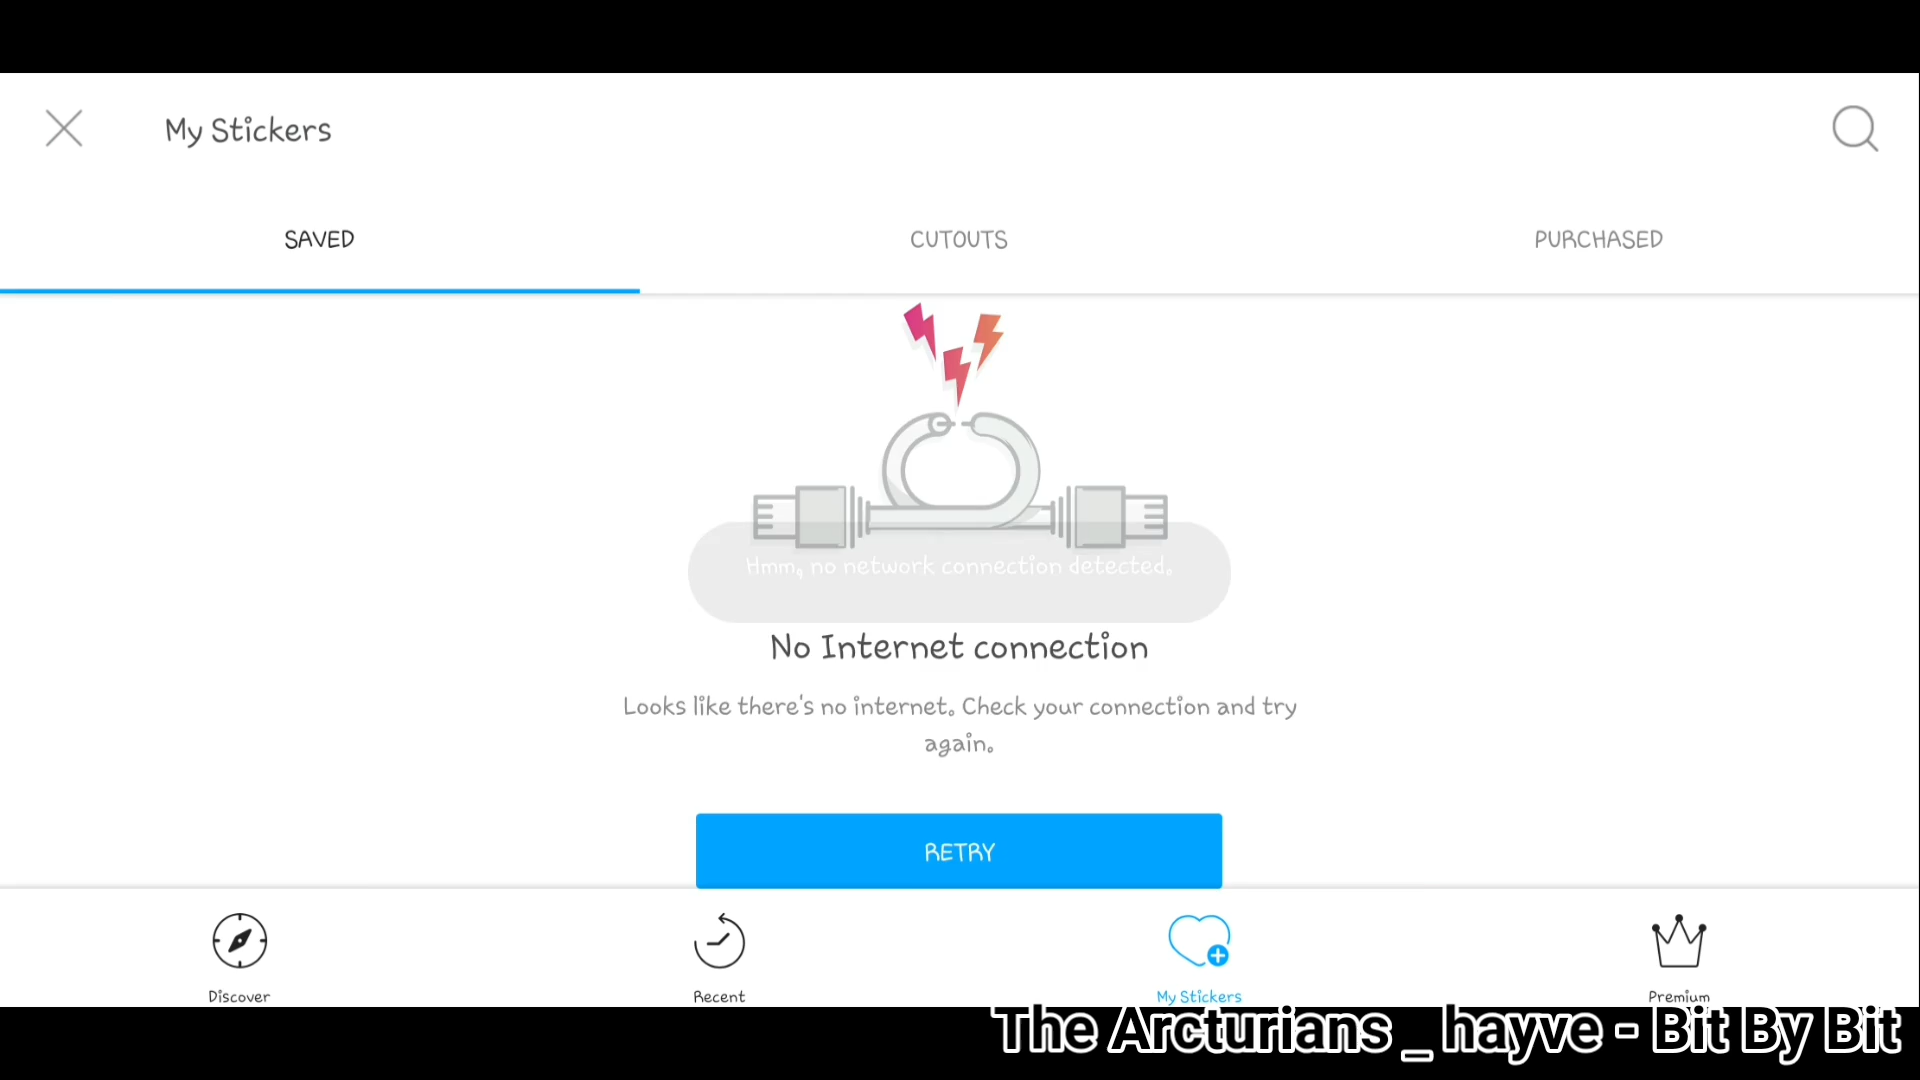 My Stickers
SAVED
CUTOUTS
PURCHASED
Hmm, no network connection detected.
No Internet connection
Looks like there's no internet. Check your connection and try
again.
RETRY
Discover
Recent
My Stickers
Premium
The Arcturians _ hayve - Bit By Bit